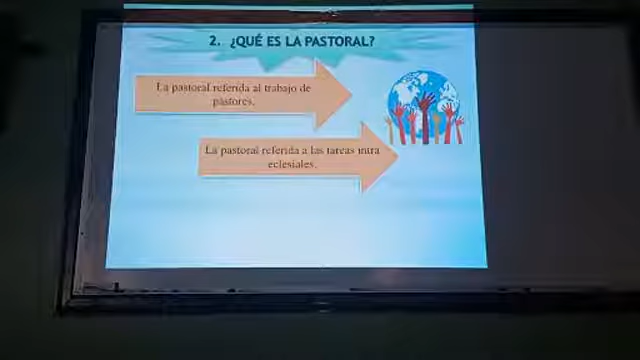 2. ¿QUÉ ES LA PASTORAL?
La pastoral referida al trabajo de
pastores.
La pastoral referida a las tareas intra
eclesiales.